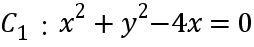 C₁ : x² + y² − 4x = 0